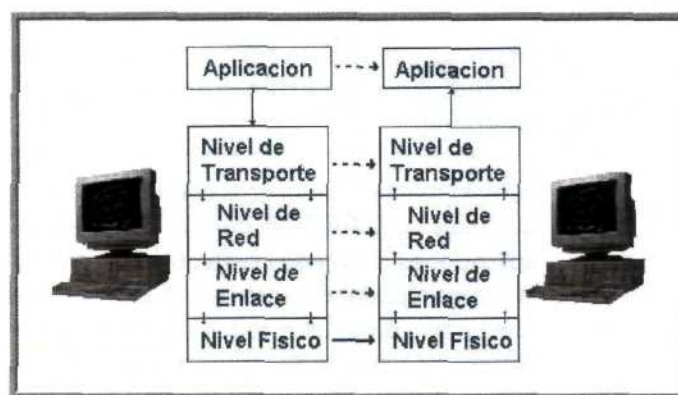 Aplicacion
Aplicacion
Nivel de
Transporte
Nivel de
Transporte
Nivel de
Red
Nivel de
Red
Nivel de
Enlace
Nivel de
Enlace
Nivel Fisico
Nivel Fisico